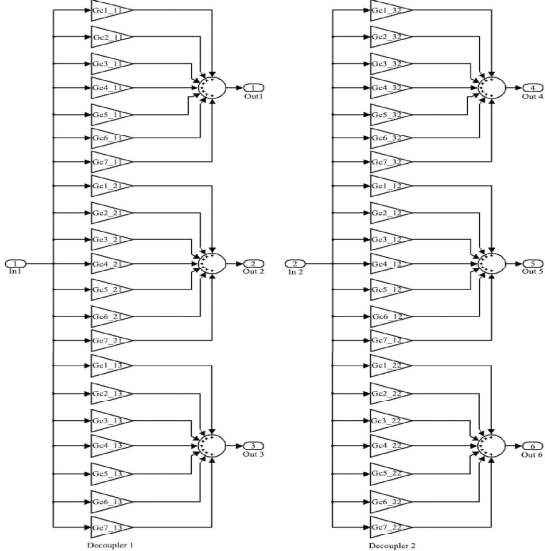 Gc1_11
Gc2_11
Gc3_11
Gc4_11
Gc5_11
Gc6_11
Gc7_11
1
Out1
Gc1_21
Gc2_21
Gc3_21
Gc4_21
Gc5_21
Gc6_21
Gc7_21
1
In1
2
Out 2
Gc1_13
Gc2_13
Gc3_13
Gc4_13
Gc5_13
Gc6_13
Gc7_13
3
Out 3
Decoupler 1
Gc1_32
Gc2_32
Gc3_32
Gc4_32
Gc5_32
Gc6_32
Gc7_32
4
Out 4
Gc1_12
Gc2_12
Gc3_12
Gc4_12
Gc5_12
Gc6_12
Gc7_12
2
In 2
5
Out 5
Gc1_22
Gc2_22
Gc3_22
Gc4_22
Gc5_22
Gc6_22
Gc7_22
6
Out 6
Decoupler 2